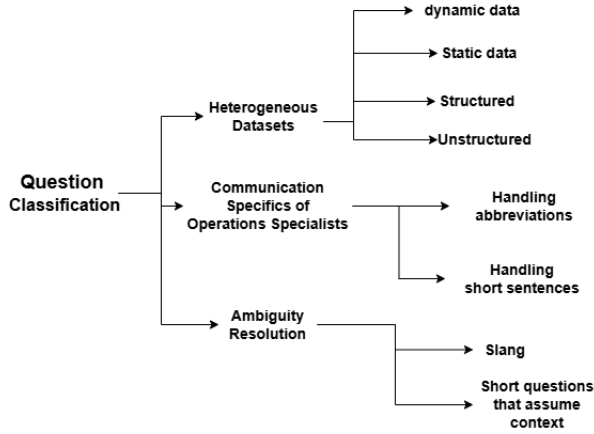 Question
Classification
Heterogeneous
Datasets
dynamic data
Static data
Structured
Unstructured
Communication
Specifics of
Operations Specialists
Handling
abbreviations
Handling
short sentences
Ambiguity
Resolution
Slang
Short questions
that assume
context